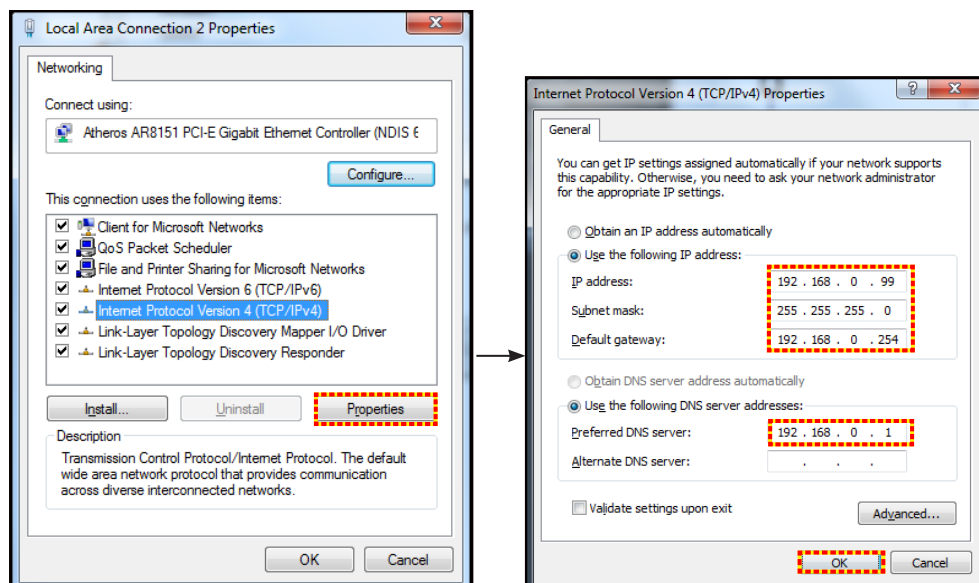 Local Area Connection 2 Properties
Networking
Connect using:
Atheros AR8151 PCI-E Gigabit Ethernet Controller (NDIS 6
Configure...
This connection uses the following items:
Client for Microsoft Networks
QoS Packet Scheduler
File and Printer Sharing for Microsoft Networks
Internet Protocol Version 6 (TCP/IPv6)
Internet Protocol Version 4 (TCP/IPv4)
Link-Layer Topology Discovery Mapper I/O Driver
Link-Layer Topology Discovery Responder
Install...
Uninstall
Properties
Description
Transmission Control Protocol/Internet Protocol. The default
wide area network protocol that provides communication
across diverse interconnected networks.
OK
Cancel
Internet Protocol Version 4 (TCP/IPv4) Properties
General
You can get IP settings assigned automatically if your network supports
this capability. Otherwise, you need to ask your network administrator
for the appropriate IP settings.
Obtain an IP address automatically
Use the following IP address:
IP address: 192 . 168 . 0 . 99
Subnet mask: 255 . 255 . 255 . 0
Default gateway: 192 . 168 . 0 . 254
Obtain DNS server address automatically
Use the following DNS server addresses:
Preferred DNS server: 192 . 168 . 0 . 1
Alternate DNS server: . . .
Validate settings upon exit
Advanced...
OK
Cancel